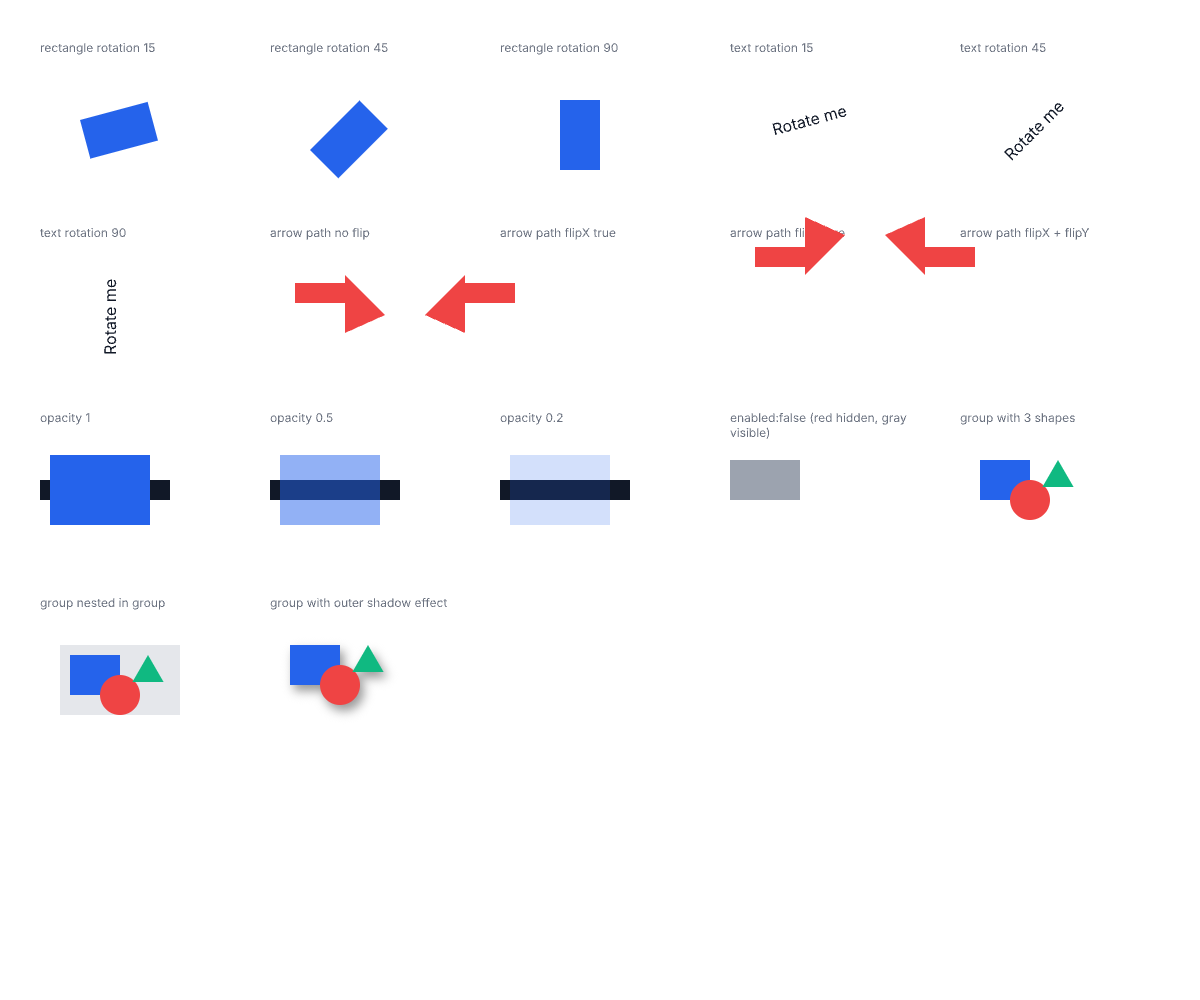 rectangle rotation 15
rectangle rotation 45
rectangle rotation 90
text rotation 15
text rotation 45
Rotate me
Rotate me
text rotation 90
arrow path no flip
arrow path flipX true
arrow path
arrow path flipX + flipY
Rotate me
opacity 1
opacity 0.5
opacity 0.2
enabled:false (red hidden, gray
visible)
group with 3 shapes
group nested in group
group with outer shadow effect